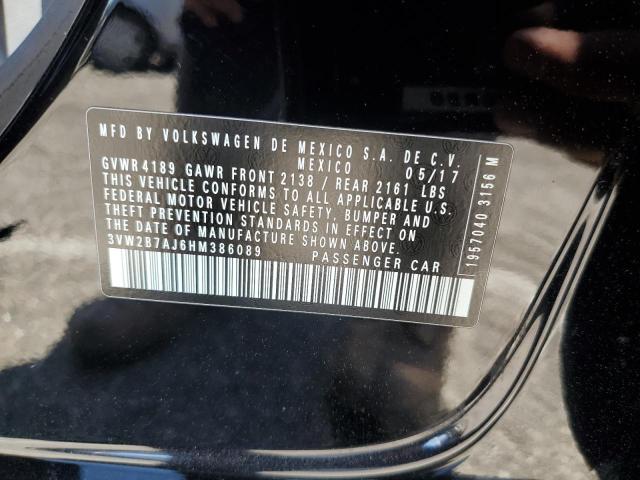 MFD BY VOLKSWAGEN DE MEXICO S.A. DE C.V.
MEXICO 05/17
GVWR 4189 GAWR FRONT 2138 / REAR 2161 LBS
THIS VEHICLE CONFORMS TO ALL APPLICABLE U.S.
FEDERAL MOTOR VEHICLE SAFETY, BUMPER AND
THEFT PREVENTION STANDARDS IN EFFECT ON
THE DATE OF MANUFACTURE SHOWN ABOVE.
3VW2B7AJ6HM386089 PASSENGER CAR
1957040 3156 M